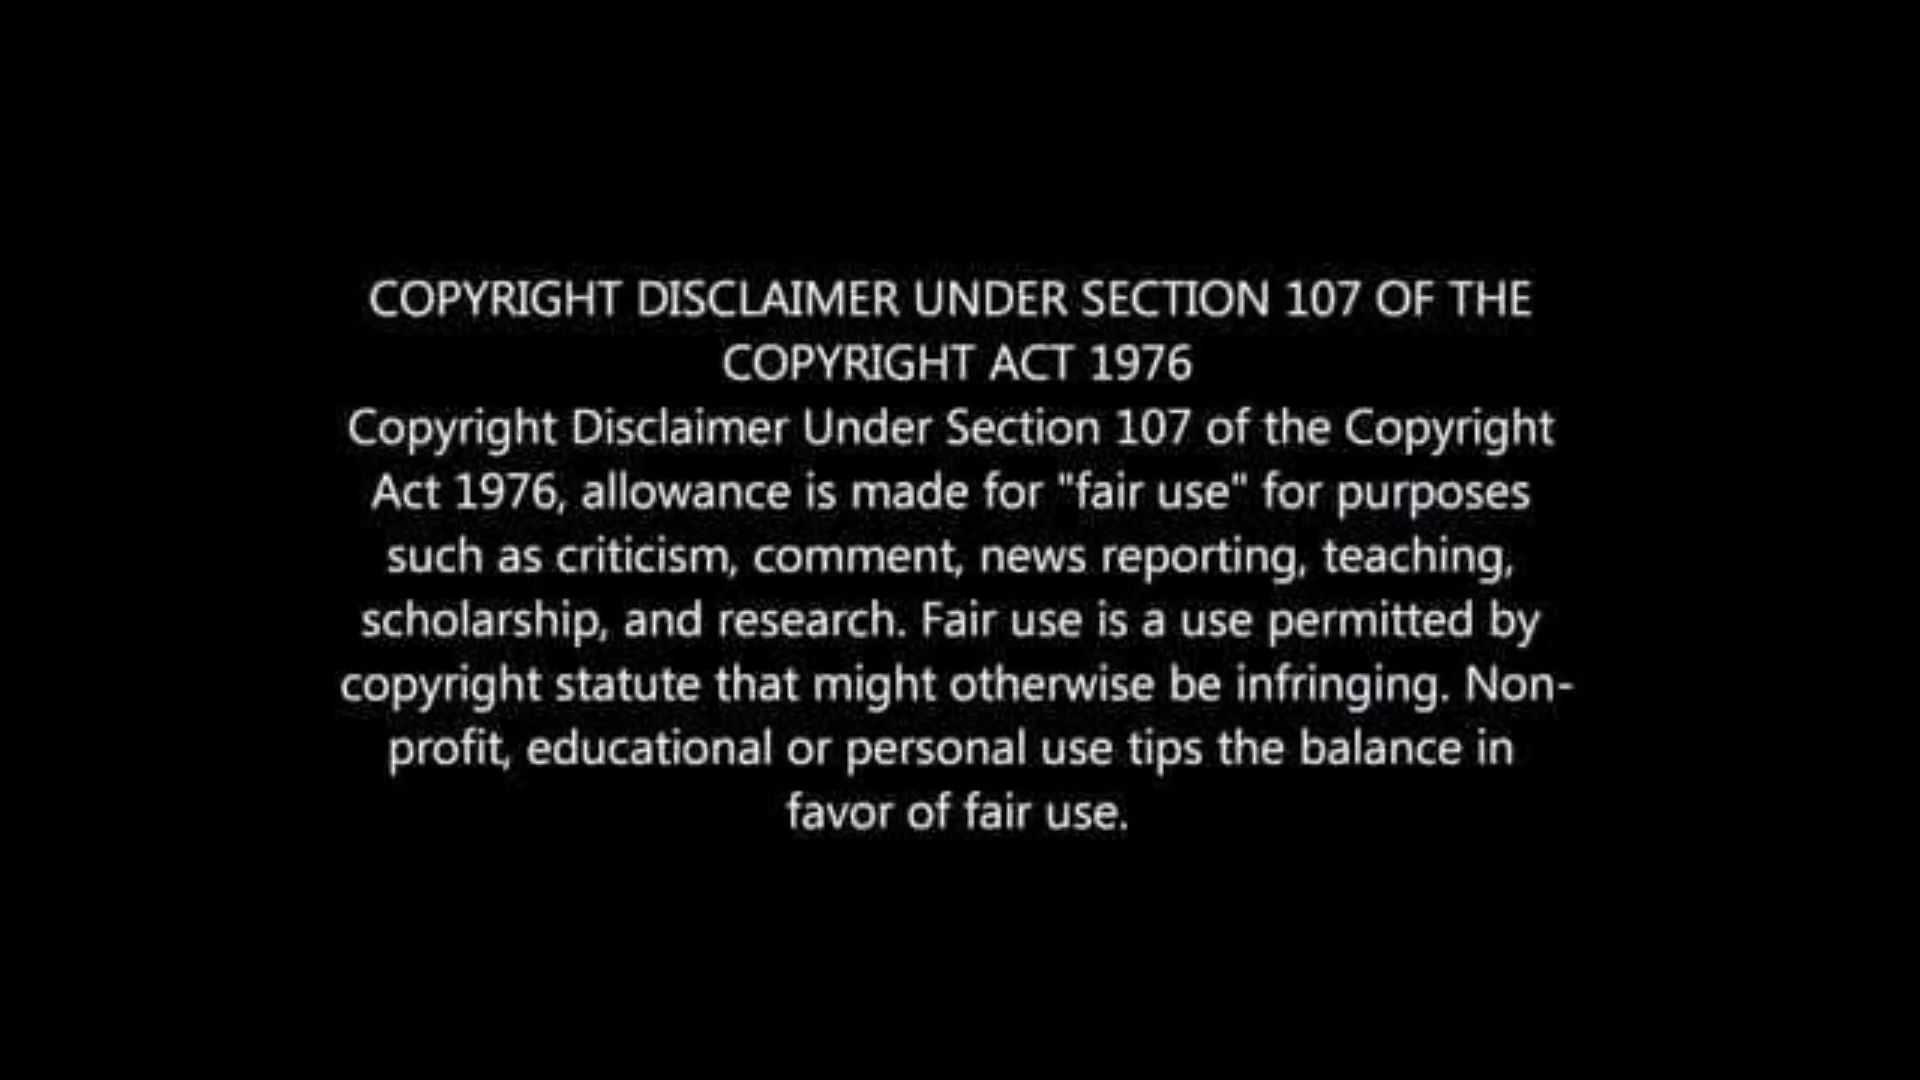 COPYRIGHT DISCLAIMER UNDER SECTION 107 OF THE
COPYRIGHT ACT 1976
Copyright Disclaimer Under Section 107 of the Copyright
Act 1976, allowance is made for "fair use" for purposes
such as criticism, comment, news reporting, teaching,
scholarship, and research. Fair use is a use permitted by
copyright statute that might otherwise be infringing. Non-
profit, educational or personal use tips the balance in
favor of fair use.